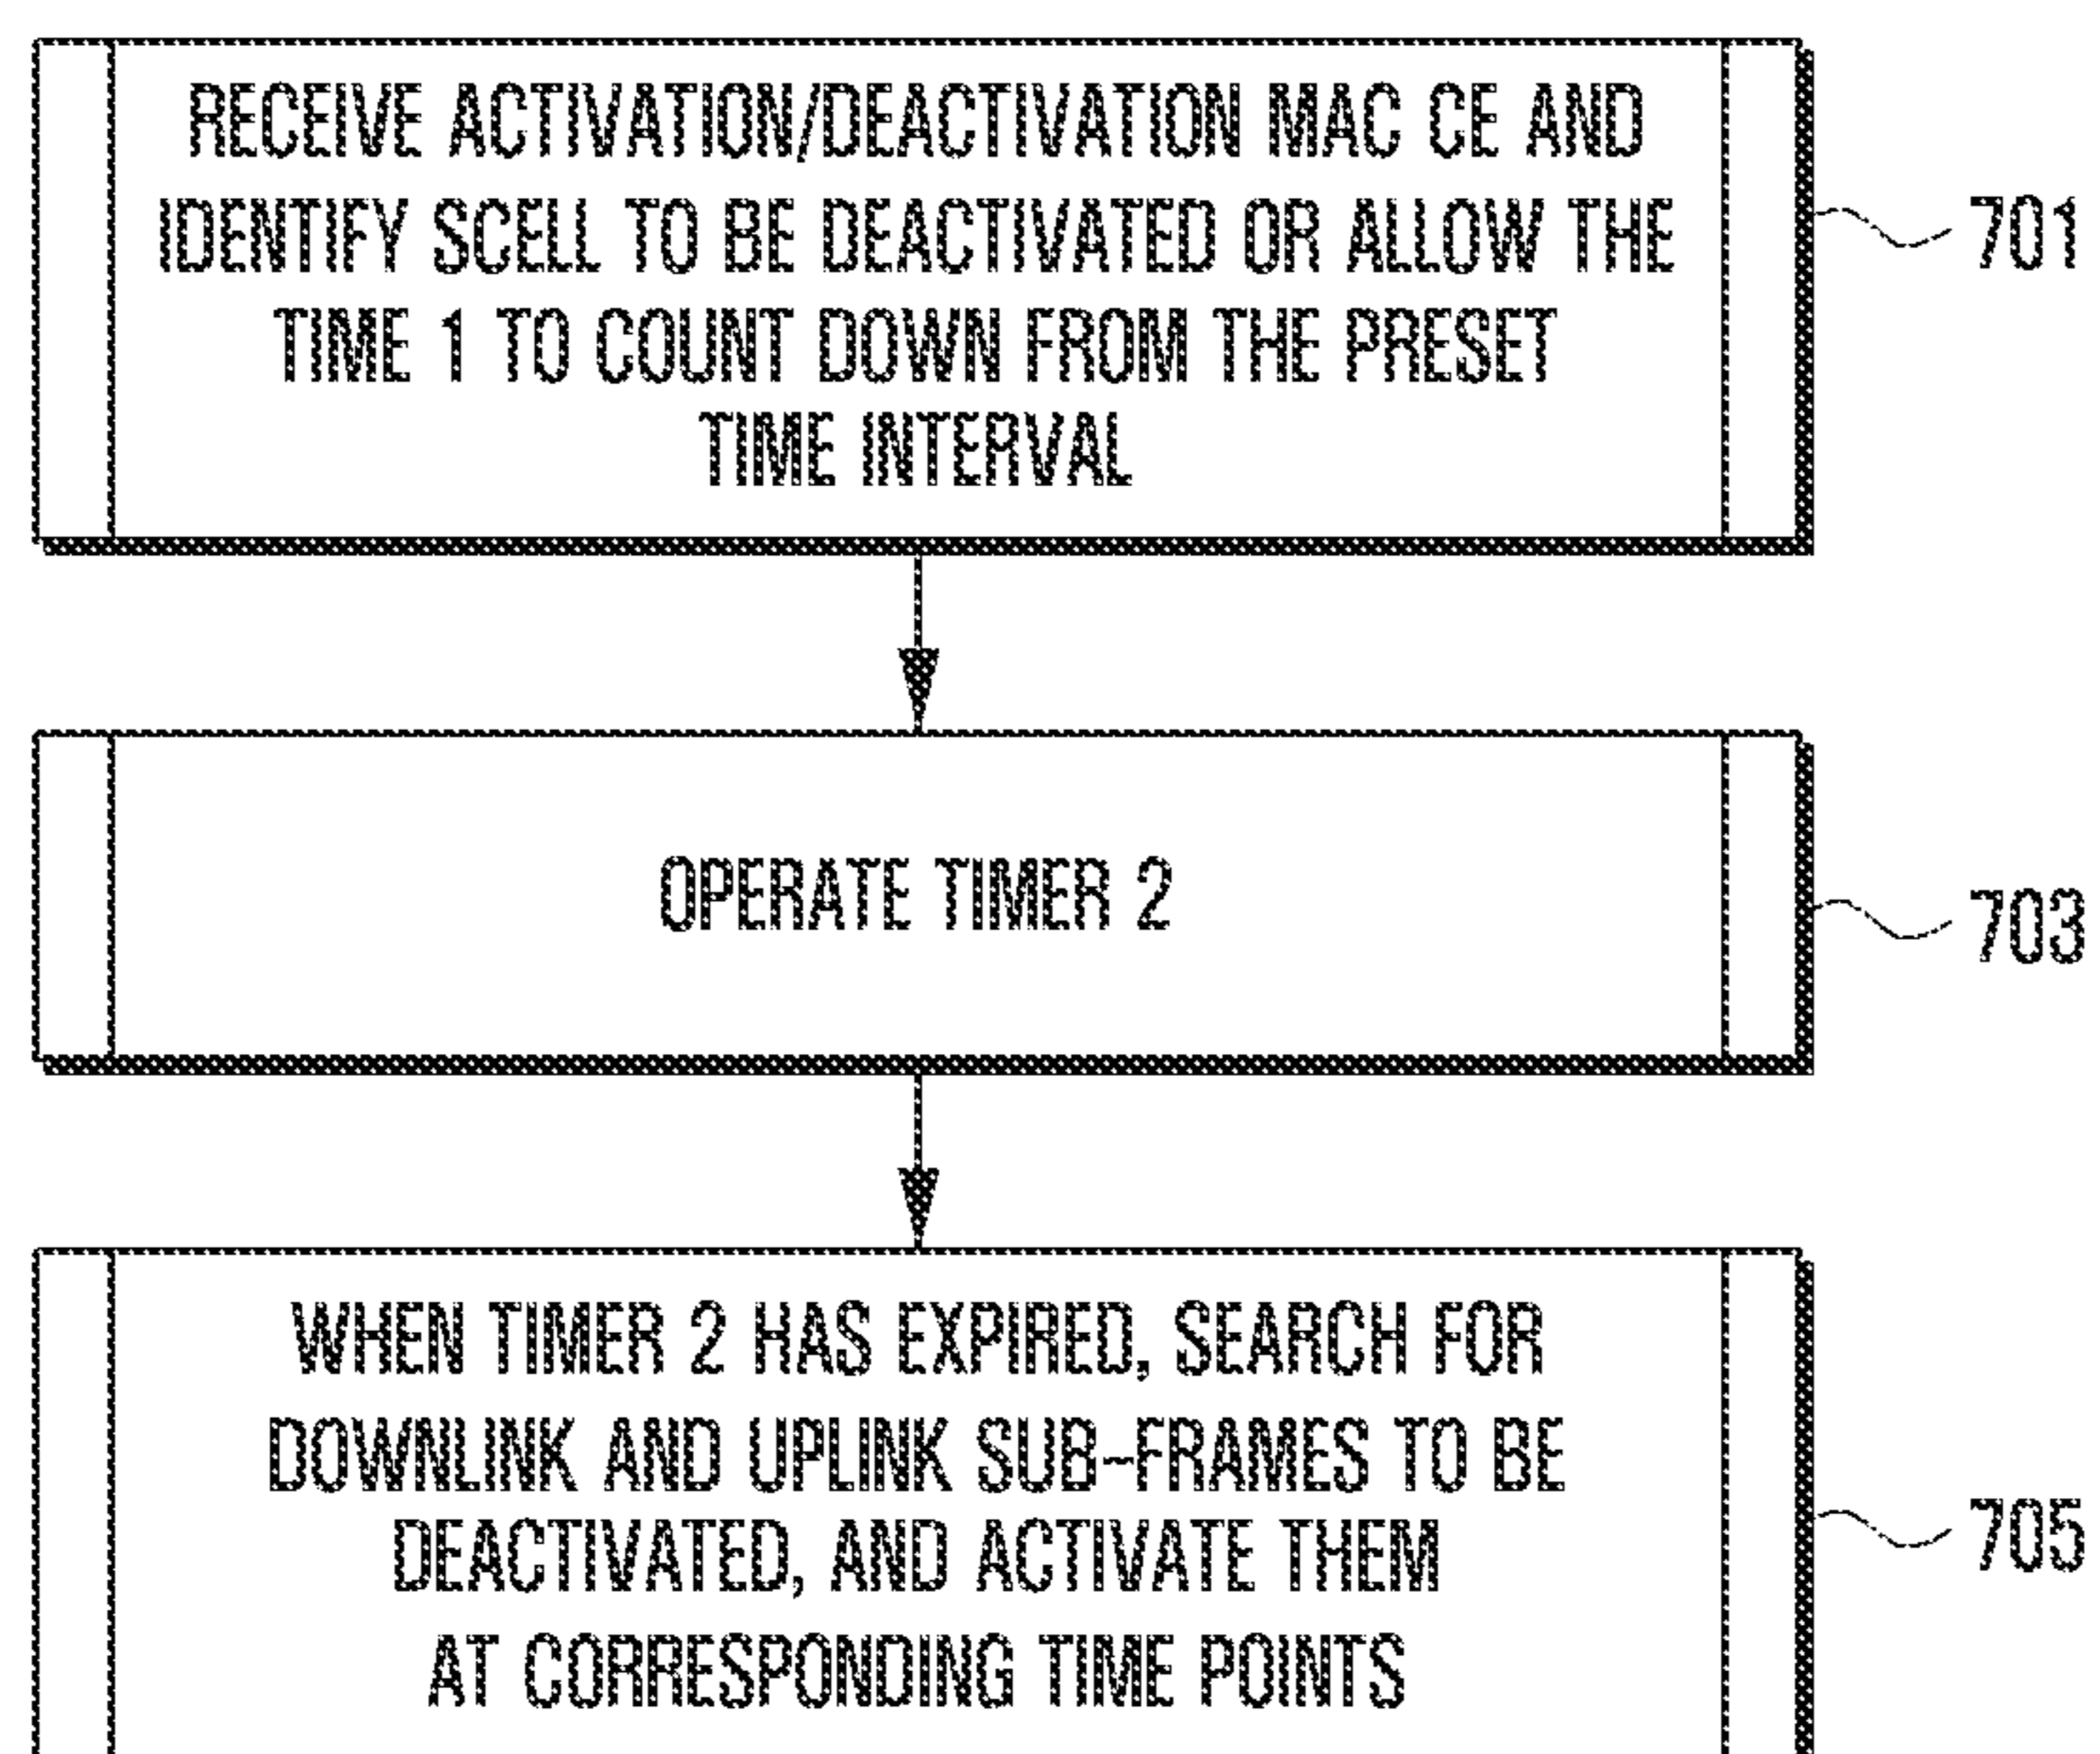 RECEIVE ACTIVATION/DEACTIVATION MAC CE AND
IDENTIFY SCELL TO BE DEACTIVATED OR ALLOW THE
TIME 1 TO COUNT DOWN FROM THE PRESET
TIME INTERVAL
701
OPERATE TIMER 2
703
WHEN TIMER 2 HAS EXPIRED, SEARCH FOR
DOWNLINK AND UPLINK SUB-FRAMES TO BE
DEACTIVATED, AND ACTIVATE THEM
AT CORRESPONDING TIME POINTS
705